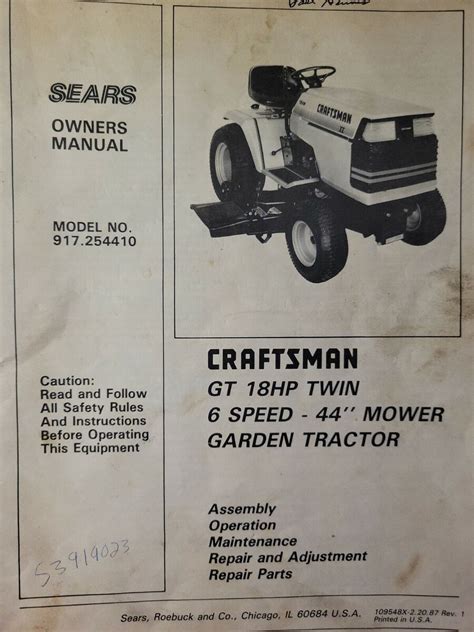 SEARS
OWNERS
MANUAL
MODEL NO.
917.254410
CRAFTSMAN
II
CRAFTSMAN
GT 18HP TWIN
6 SPEED - 44" MOWER
GARDEN TRACTOR
Caution:
Read and Follow
All Safety Rules
And Instructions
Before Operating
This Equipment
Assembly
Operation
Maintenance
Repair and Adjustment
Repair Parts
53919023
Sears, Roebuck and Co., Chicago, IL 60684 U.S.A.
109548X-2.20.87 Rev. 1
Printed in U.S.A.